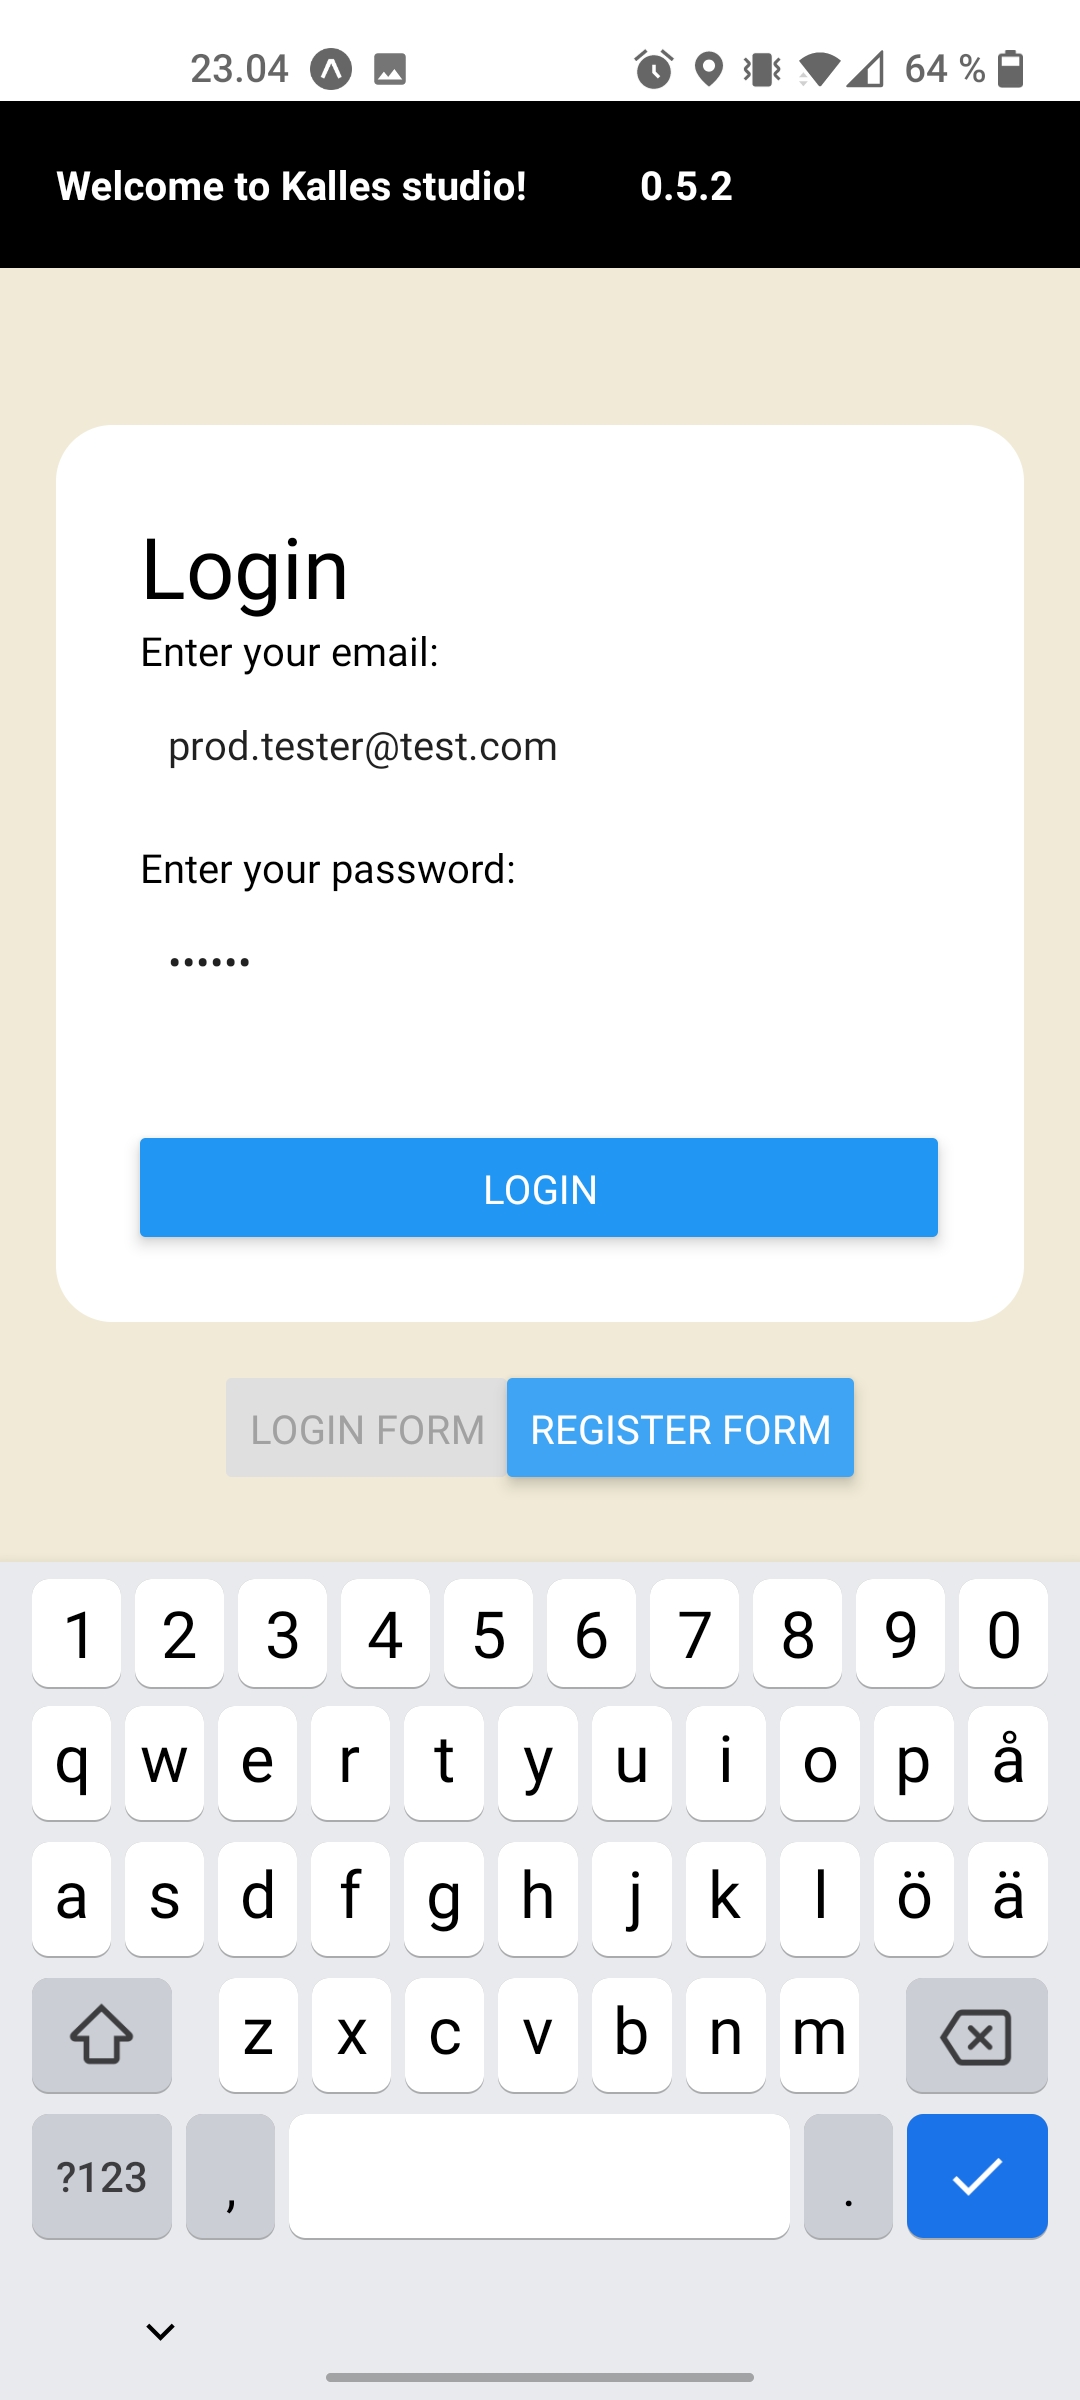 23.04 64 %
Welcome to Kalles studio! 0.5.2
Login
Enter your email:
prod.tester@test.com
Enter your password:
••••••
LOGIN
LOGIN FORM REGISTER FORM
1 2 3 4 5 6 7 8 9 0
q w e r t y u i o p å
a s d f g h j k l ö ä
z x c v b n m
?123 , .